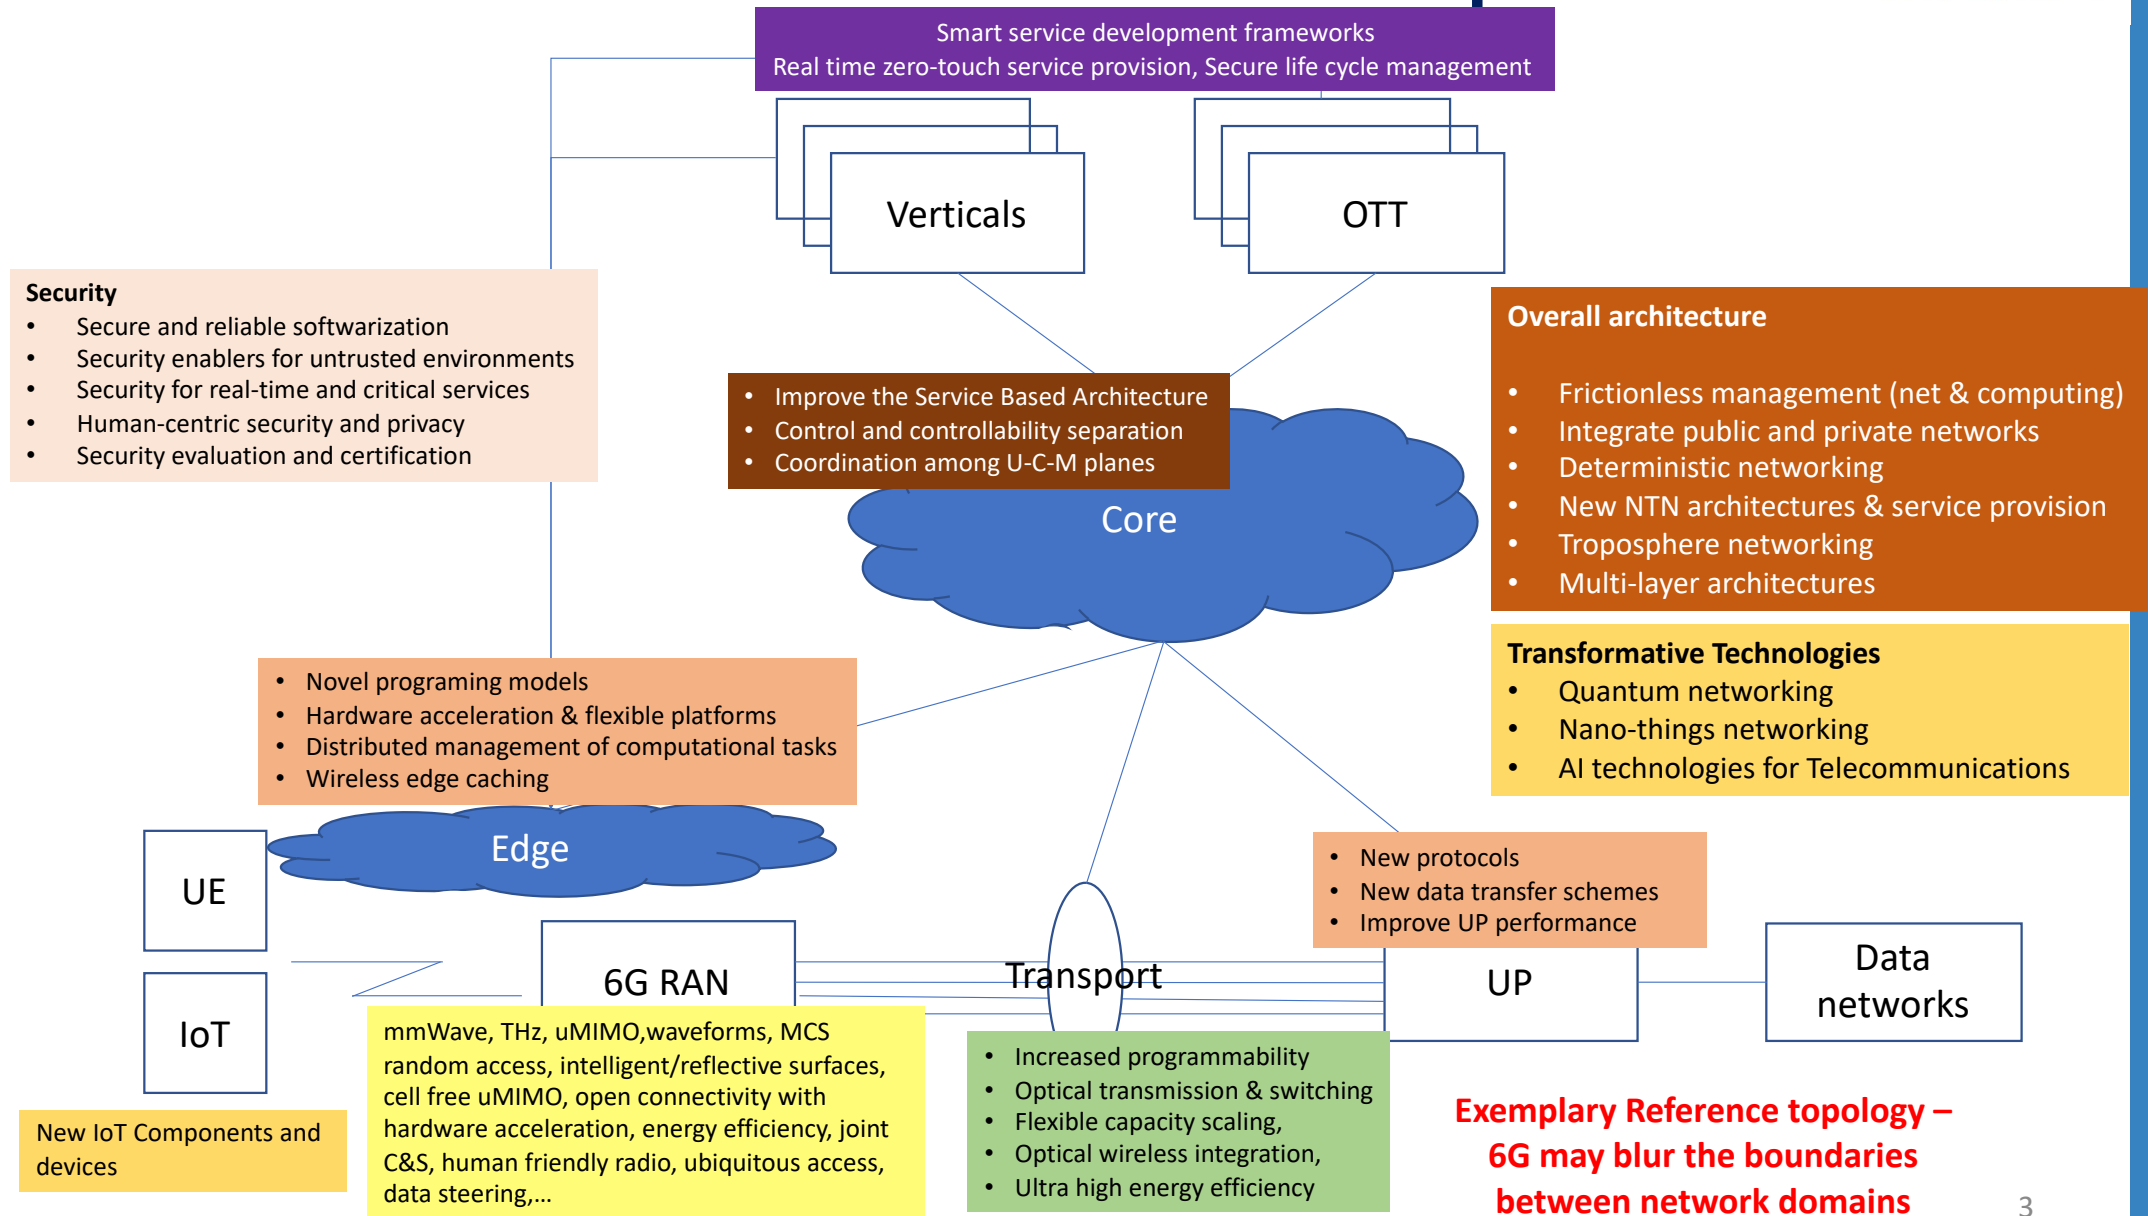 Smart service development frameworks
Real time zero-touch service provision, Secure life cycle management
Verticals
OTT
Security
• Secure and reliable softwarization
• Security enablers for untrusted environments
• Security for real-time and critical services
• Human-centric security and privacy
• Security evaluation and certification
• Improve the Service Based Architecture
• Control and controllability separation
• Coordination among U-C-M planes
Core
Overall architecture
• Frictionless management (net & computing)
• Integrate public and private networks
• Deterministic networking
• New NTN architectures & service provision
• Troposphere networking
• Multi-layer architectures
Transformative Technologies
• Quantum networking
• Nano-things networking
• AI technologies for Telecommunications
• Novel programing models
• Hardware acceleration & flexible platforms
• Distributed management of computational tasks
• Wireless edge caching
Edge
UE
IoT
New IoT Components and
devices
6G RAN
mmWave, THz, uMIMO,waveforms, MCS
random access, intelligent/reflective surfaces,
cell free uMIMO, open connectivity with
hardware acceleration, energy efficiency, joint
C&S, human friendly radio, ubiquitous access,
data steering,...
Transport
• Increased programmability
• Optical transmission & switching
• Flexible capacity scaling,
• Optical wireless integration,
• Ultra high energy efficiency
• New protocols
• New data transfer schemes
• Improve UP performance
UP
Data
networks
Exemplary Reference topology –
6G may blur the boundaries
between network domains
3